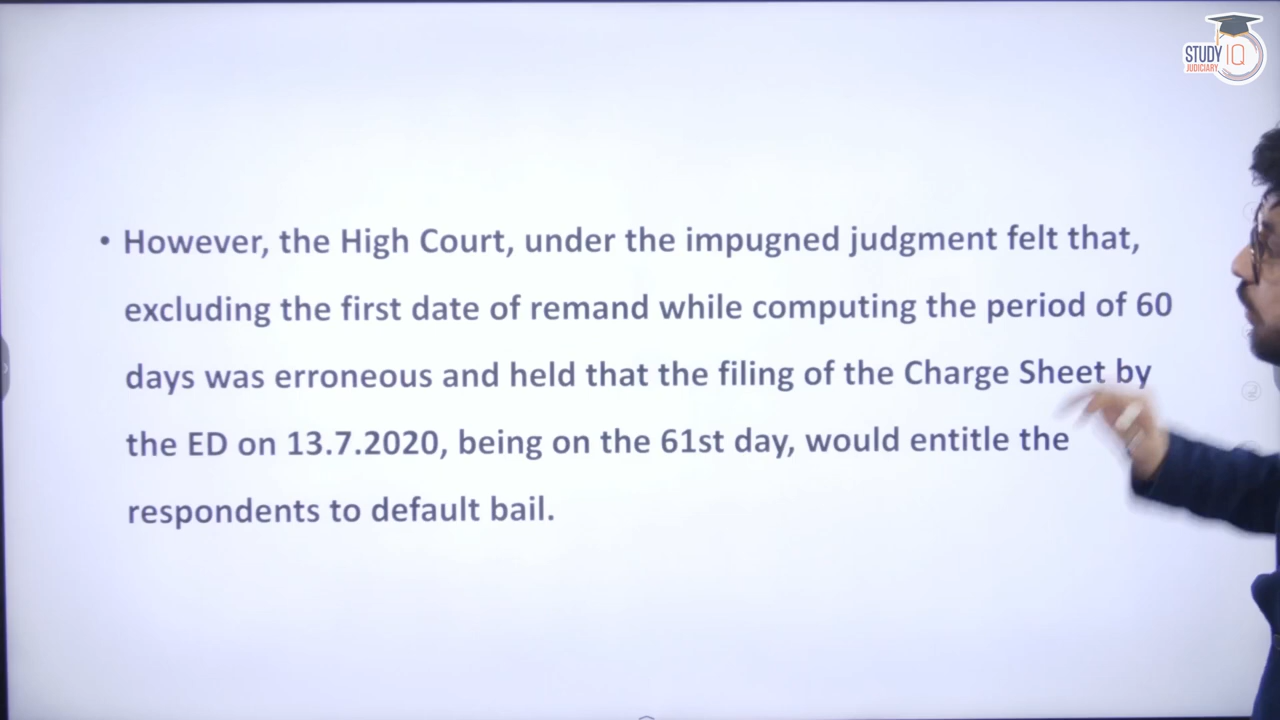 STUDY IQ
JUDICIARY
• However, the High Court, under the impugned judgment felt that,
excluding the first date of remand while computing the period of 60
days was erroneous and held that the filing of the Charge Sheet by
the ED on 13.7.2020, being on the 61st day, would entitle the
respondents to default bail.